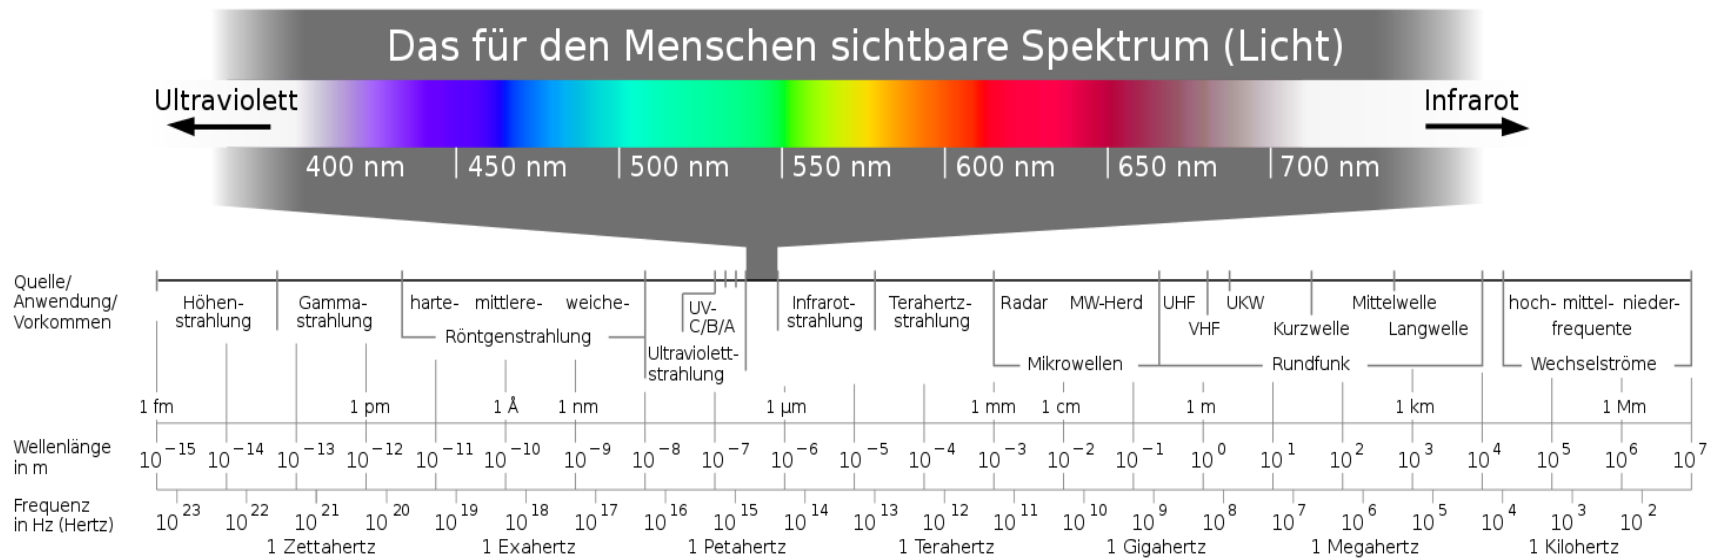 Das für den Menschen sichtbare Spektrum (Licht)
Ultraviolett
Infrarot
400 nm 450 nm 500 nm 550 nm 600 nm 650 nm 700 nm
Quelle/
Anwendung/
Vorkommen
Höhen-
strahlung
Gamma-
strahlung
harte- mittlere- weiche-
Röntgenstrahlung
UV-
C/B/A
Ultraviolett-
strahlung
Infrarot-
strahlung
Terahertz-
strahlung
Radar MW-Herd
Mikrowellen
UHF UKW Mittelwelle
VHF Kurzwelle Langwelle
Rundfunk
hoch- mittel- nieder-
frequente
Wechselströme
1 fm 1 pm 1 Å 1 nm 1 µm 1 mm 1 cm 1 m 1 km 1 Mm
Wellenlänge
in m
10⁻¹⁵ 10⁻¹⁴ 10⁻¹³ 10⁻¹² 10⁻¹¹ 10⁻¹⁰ 10⁻⁹ 10⁻⁸ 10⁻⁷ 10⁻⁶ 10⁻⁵ 10⁻⁴ 10⁻³ 10⁻² 10⁻¹ 10⁰ 10¹ 10² 10³ 10⁴ 10⁵ 10⁶ 10⁷
Frequenz
in Hz (Hertz)
10²³ 10²² 10²¹ 10²⁰ 10¹⁹ 10¹⁸ 10¹⁷ 10¹⁶ 10¹⁵ 10¹⁴ 10¹³ 10¹² 10¹¹ 10¹⁰ 10⁹ 10⁸ 10⁷ 10⁶ 10⁵ 10⁴ 10³ 10²
1 Zettahertz 1 Exahertz 1 Petahertz 1 Terahertz 1 Gigahertz 1 Megahertz 1 Kilohertz